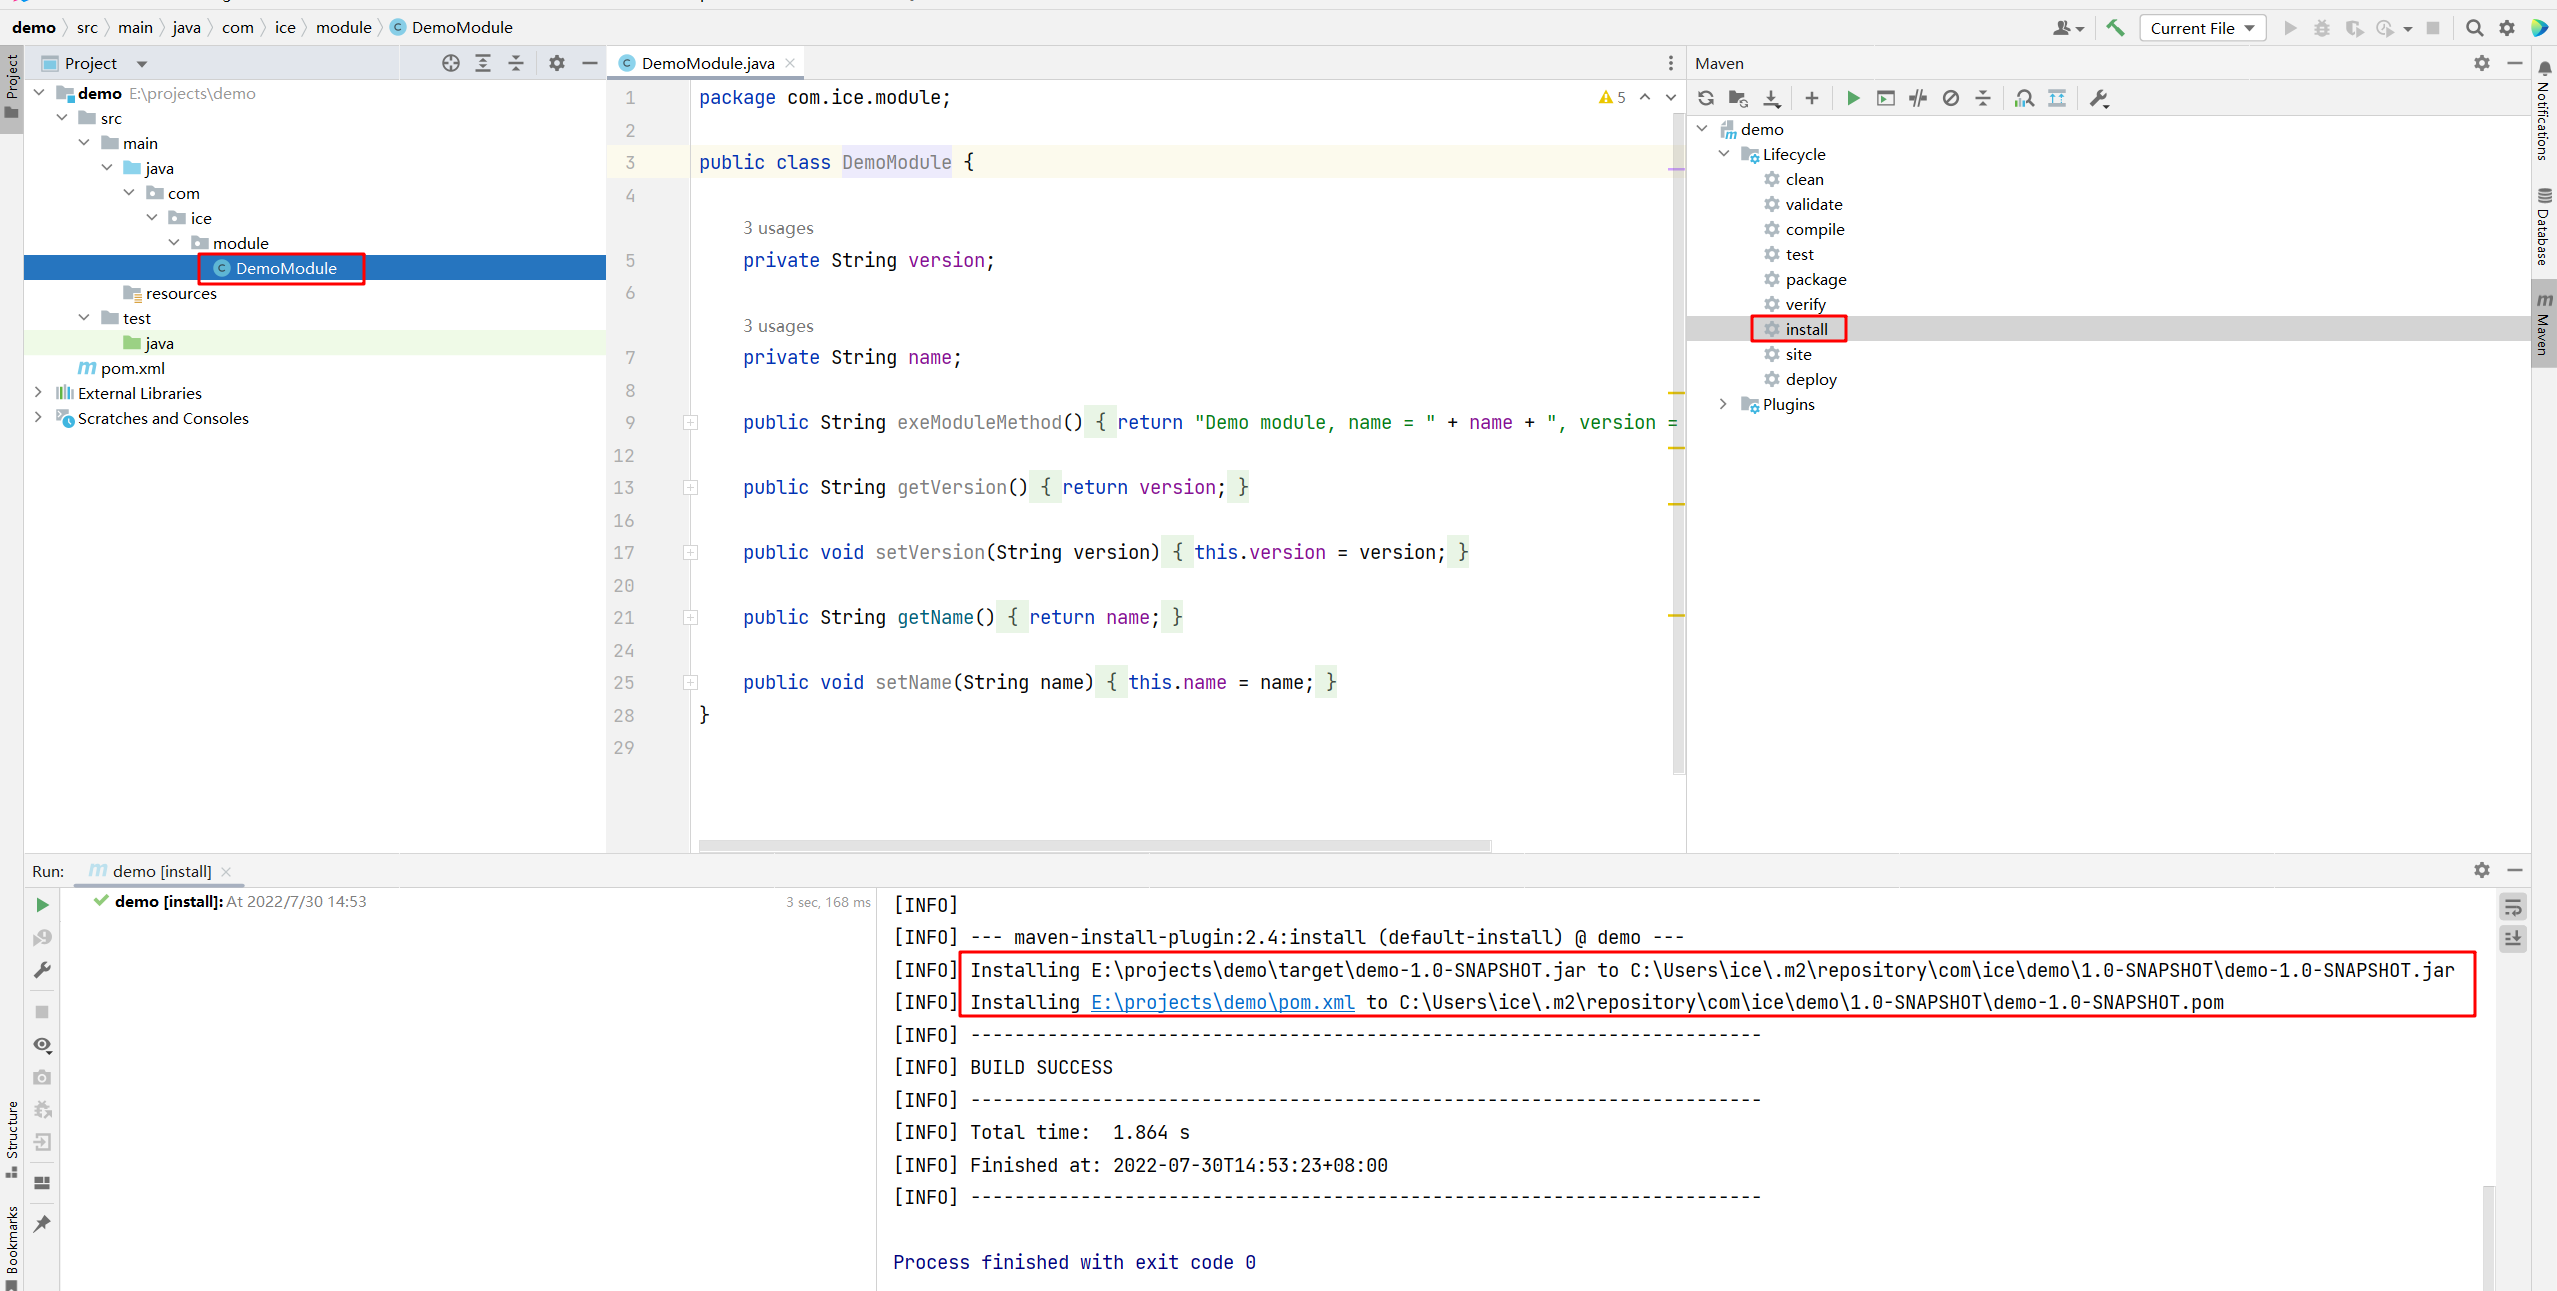 demo src main java com ice module DemoModule
Current File
Project
DemoModule.java
Maven
demo E:\projects\demo
src
main
java
com
ice
module
DemoModule
resources
test
java
pom.xml
External Libraries
Scratches and Consoles
5
1 package com.ice.module;
2
3 public class DemoModule {
4
3 usages
5 private String version;
6
3 usages
7 private String name;
8
9 public String exeModuleMethod() { return "Demo module, name = " + name + ", version =
12
13 public String getVersion() { return version; }
16
17 public void setVersion(String version) { this.version = version; }
20
21 public String getName() { return name; }
24
25 public void setName(String name) { this.name = name; }
28 }
29
demo
Lifecycle
clean
validate
compile
test
package
verify
install
site
deploy
Plugins
Project
Structure
Bookmarks
Notifications
Database
Maven
Run: demo [install]
demo [install]: At 2022/7/30 14:53 3 sec, 168 ms
[INFO]
[INFO] --- maven-install-plugin:2.4:install (default-install) @ demo ---
[INFO] Installing E:\projects\demo\target\demo-1.0-SNAPSHOT.jar to C:\Users\ice\.m2\repository\com\ice\demo\1.0-SNAPSHOT\demo-1.0-SNAPSHOT.jar
[INFO] Installing E:\projects\demo\pom.xml to C:\Users\ice\.m2\repository\com\ice\demo\1.0-SNAPSHOT\demo-1.0-SNAPSHOT.pom
[INFO] ------------------------------------------------------------------------
[INFO] BUILD SUCCESS
[INFO] ------------------------------------------------------------------------
[INFO] Total time:  1.864 s
[INFO] Finished at: 2022-07-30T14:53:23+08:00
[INFO] ------------------------------------------------------------------------
Process finished with exit code 0